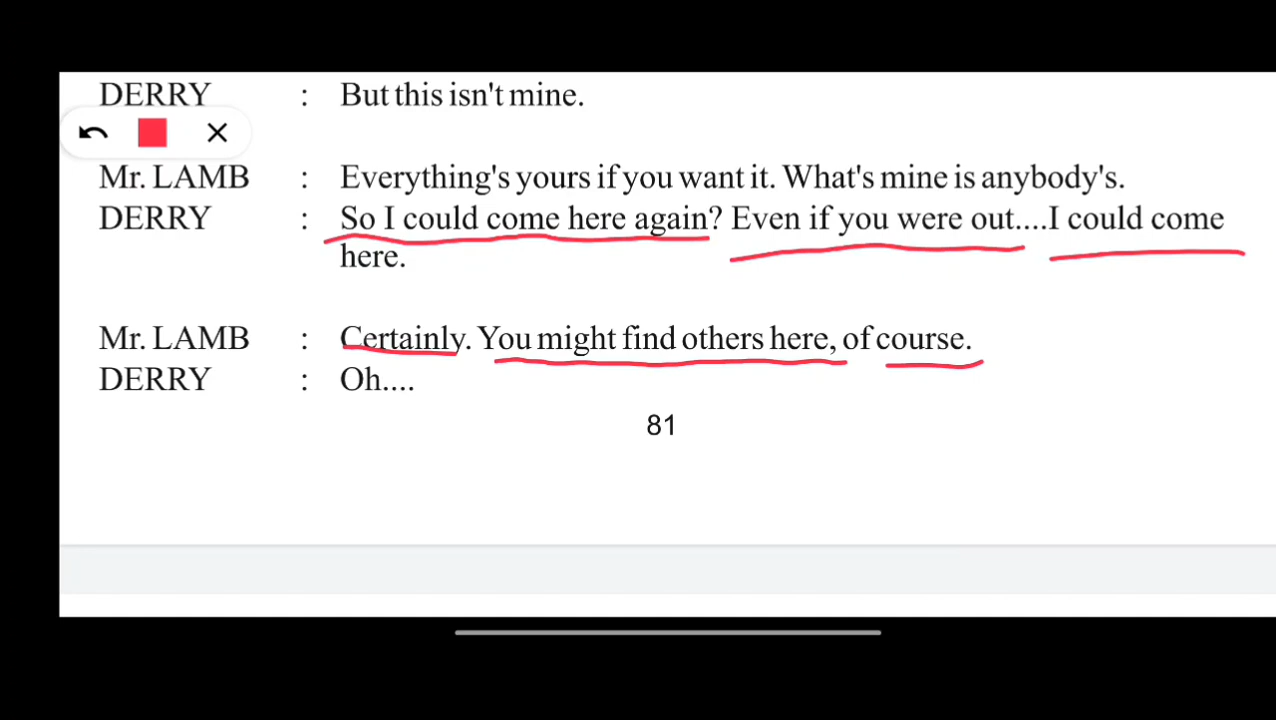 DERRY : But this isn't mine.
Mr. LAMB : Everything's yours if you want it. What's mine is anybody's.
DERRY : So I could come here again? Even if you were out....I could come
here.
Mr. LAMB : Certainly. You might find others here, of course.
DERRY : Oh....
81